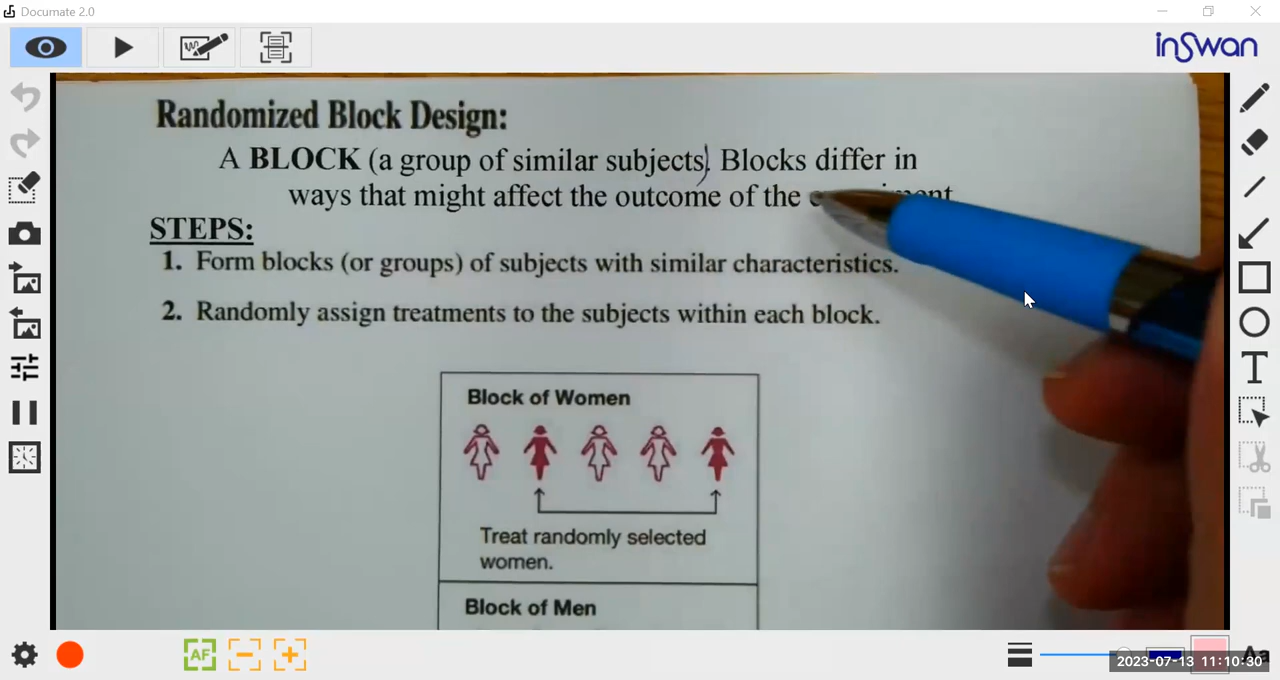 Documate 2.0
inSwan
Randomized Block Design:
A BLOCK (a group of similar subjects). Blocks differ in
ways that might affect the outcome of the
STEPS:
1. Form blocks (or groups) of subjects with similar characteristics.
2. Randomly assign treatments to the subjects within each block.
Block of Women
Treat randomly selected
women.
Block of Men
AF
Aa
2023-07-13 11:10:30